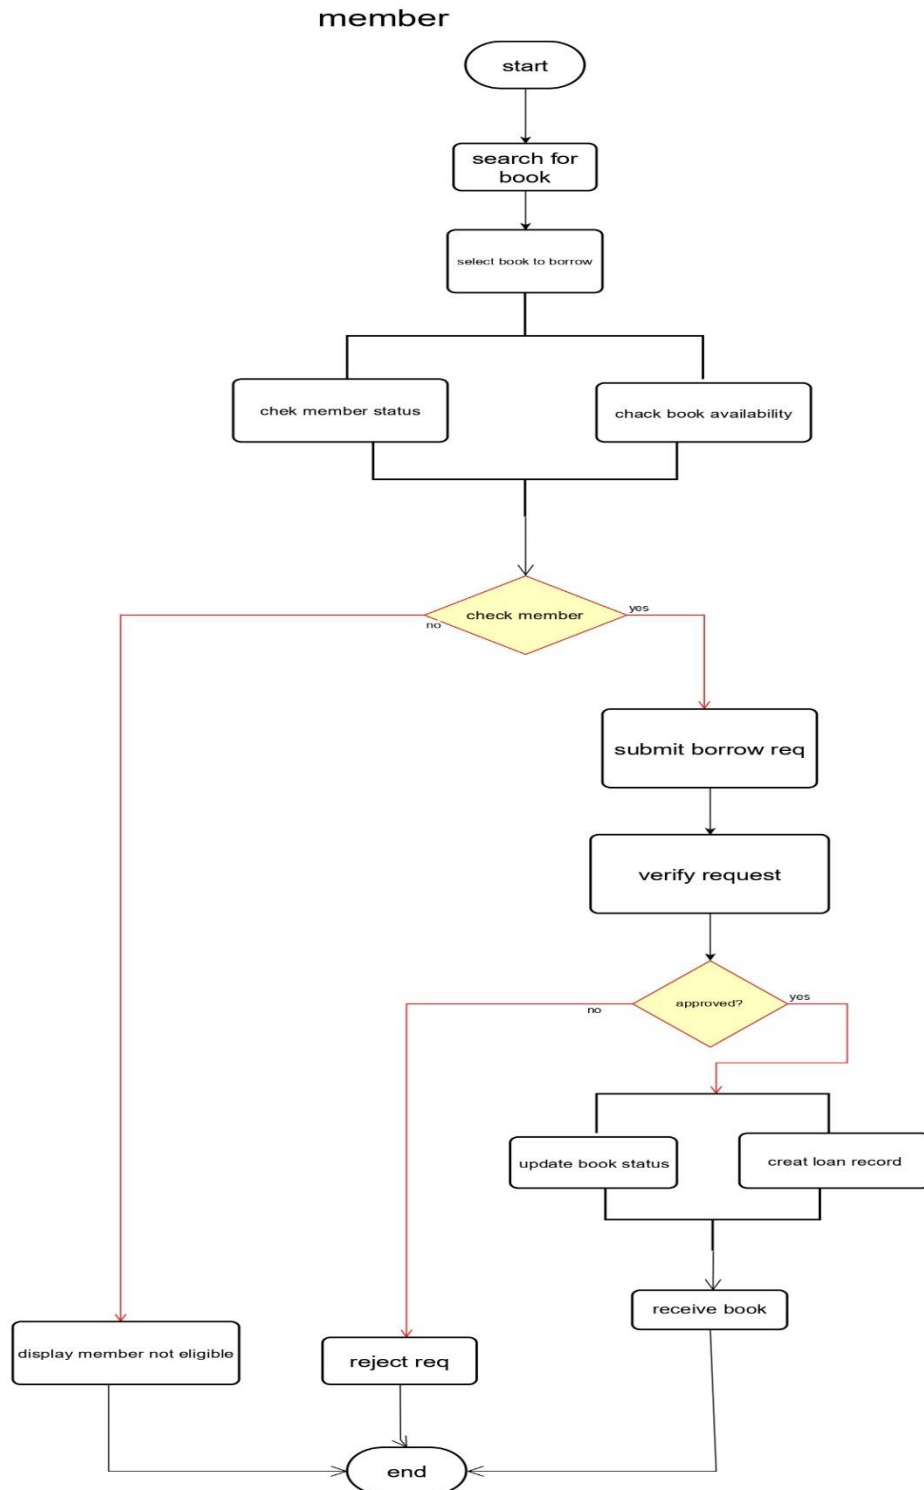 member
start
search for
book
select book to borrow
chek member status
chack book availability
check member
yes
no
submit borrow req
verify request
approved?
yes
no
update book status
creat loan record
receive book
display member not eligible
reject req
end